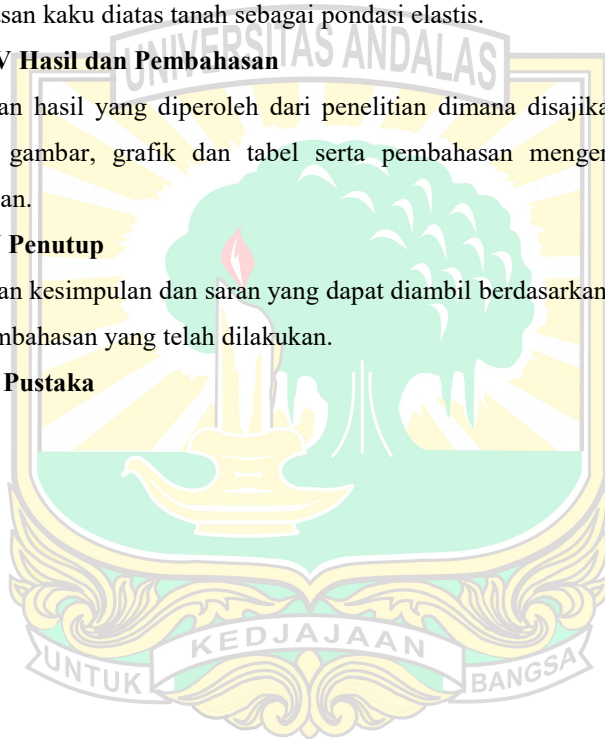 san kaku diatas tanah sebagai pondasi elastis.
V Hasil dan Pembahasan
an hasil yang diperoleh dari penelitian dimana disajika
gambar, grafik dan tabel serta pembahasan menger
an.
Penutup
an kesimpulan dan saran yang dapat diambil berdasarkan
mbahasan yang telah dilakukan.
Pustaka
UNIVERSITAS ANDALAS
KEDJAJAAN
UNTUK BANGSA